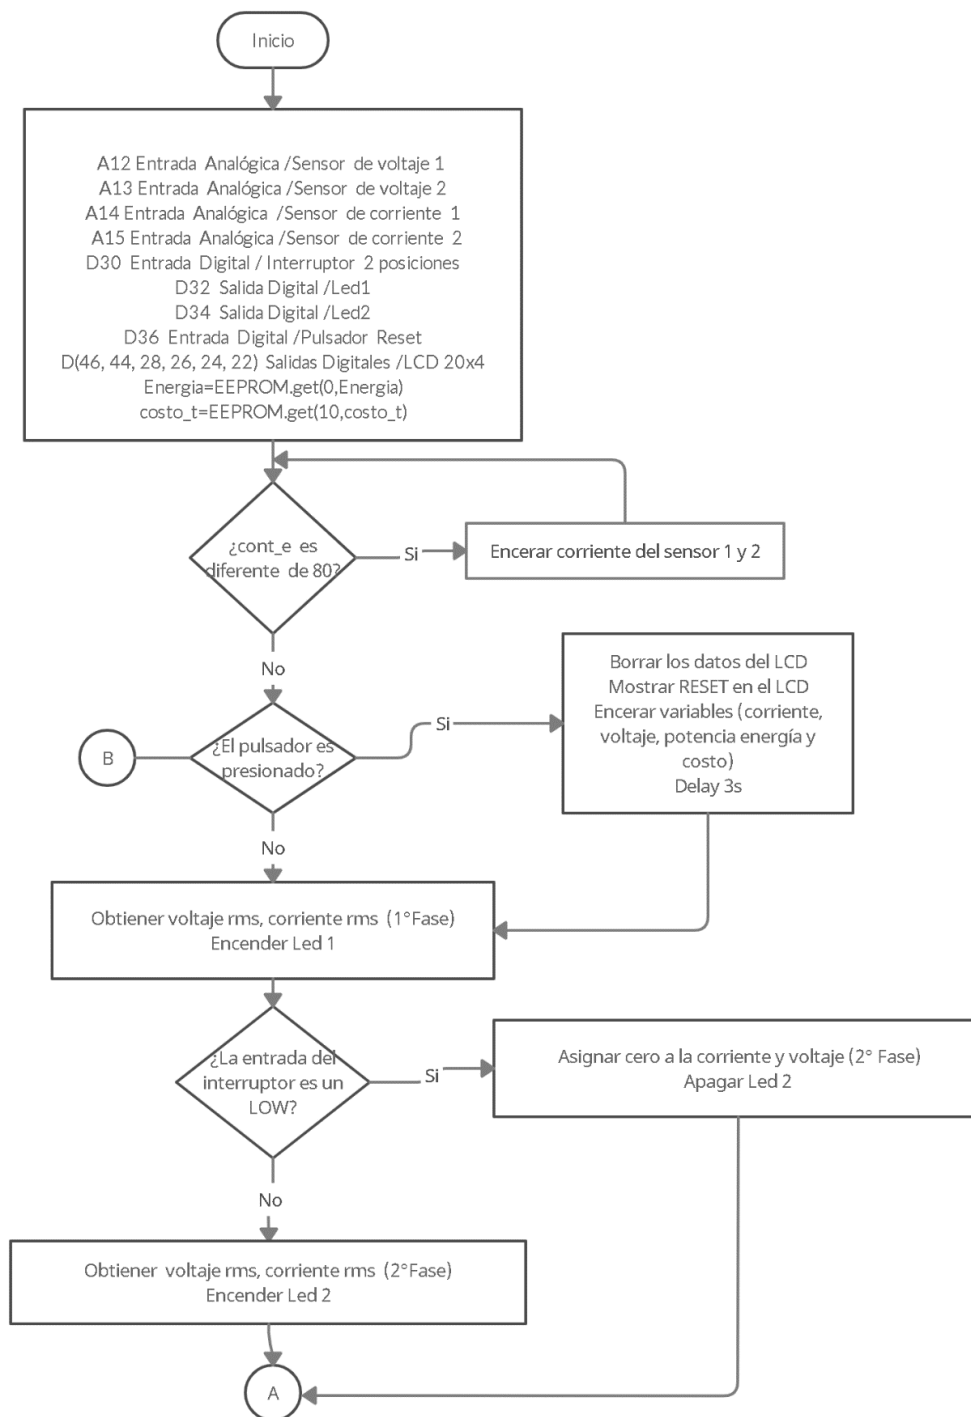 Inicio
A12 Entrada Analógica /Sensor de voltaje 1
A13 Entrada Analógica /Sensor de voltaje 2
A14 Entrada Analógica /Sensor de corriente 1
A15 Entrada Analógica /Sensor de corriente 2
D30 Entrada Digital / Interruptor 2 posiciones
D32 Salida Digital /Led1
D34 Salida Digital /Led2
D36 Entrada Digital /Pulsador Reset
D(46, 44, 28, 26, 24, 22) Salidas Digitales /LCD 20x4
Energia=EEPROM.get(0,Energia)
costo_t=EEPROM.get(10,costo_t)
¿cont_e es
diferente de 80?
Si
Encerar corriente del sensor 1 y 2
No
Borrar los datos del LCD
Mostrar RESET en el LCD
Encerar variables (corriente,
voltaje, potencia energía y
costo)
Delay 3s
Si
B
¿El pulsador es
presionado?
No
Obtiener voltaje rms, corriente rms (1°Fase)
Encender Led 1
¿La entrada del
interruptor es un
LOW?
Si
Asignar cero a la corriente y voltaje (2° Fase)
Apagar Led 2
No
Obtiener voltaje rms, corriente rms (2°Fase)
Encender Led 2
A